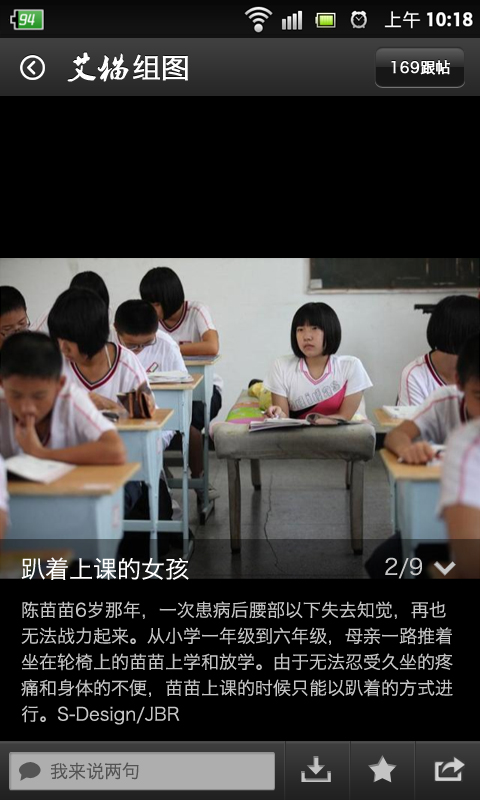 94
上午 10:18
艾猫组图
169跟帖
趴着上课的女孩
2/9
陈苗苗6岁那年，一次患病后腰部以下失去知觉，再也
无法战力起来。从小学一年级到六年级，母亲一路推着
坐在轮椅上的苗苗上学和放学。由于无法忍受久坐的疼
痛和身体的不便，苗苗上课的时候只能以趴着的方式进
行。S-Design/JBR
我来说两句